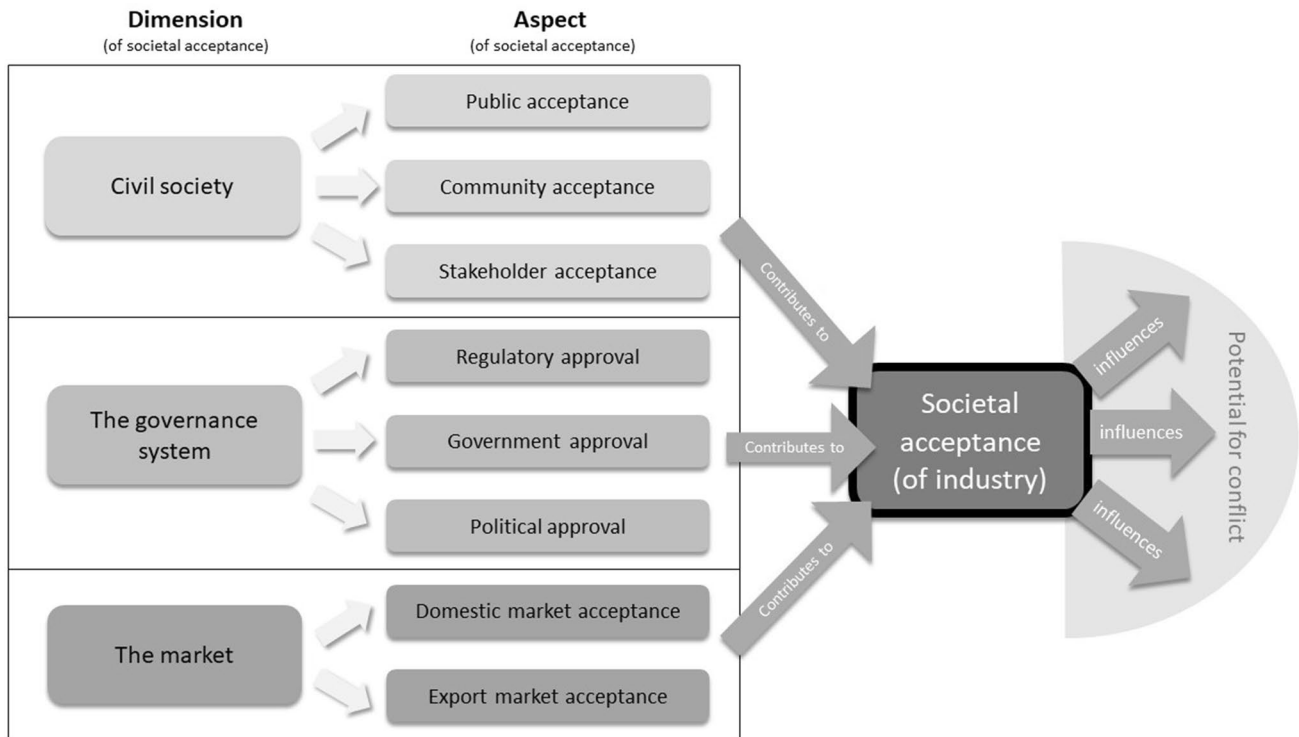 Dimension
(of societal acceptance)
Aspect
(of societal acceptance)
Civil society
Public acceptance
Community acceptance
Stakeholder acceptance
The governance
system
Regulatory approval
Government approval
Political approval
The market
Domestic market acceptance
Export market acceptance
Contributes to
Contributes to
Contributes to
Societal
acceptance
(of industry)
influences
influences
influences
Potential for conflict